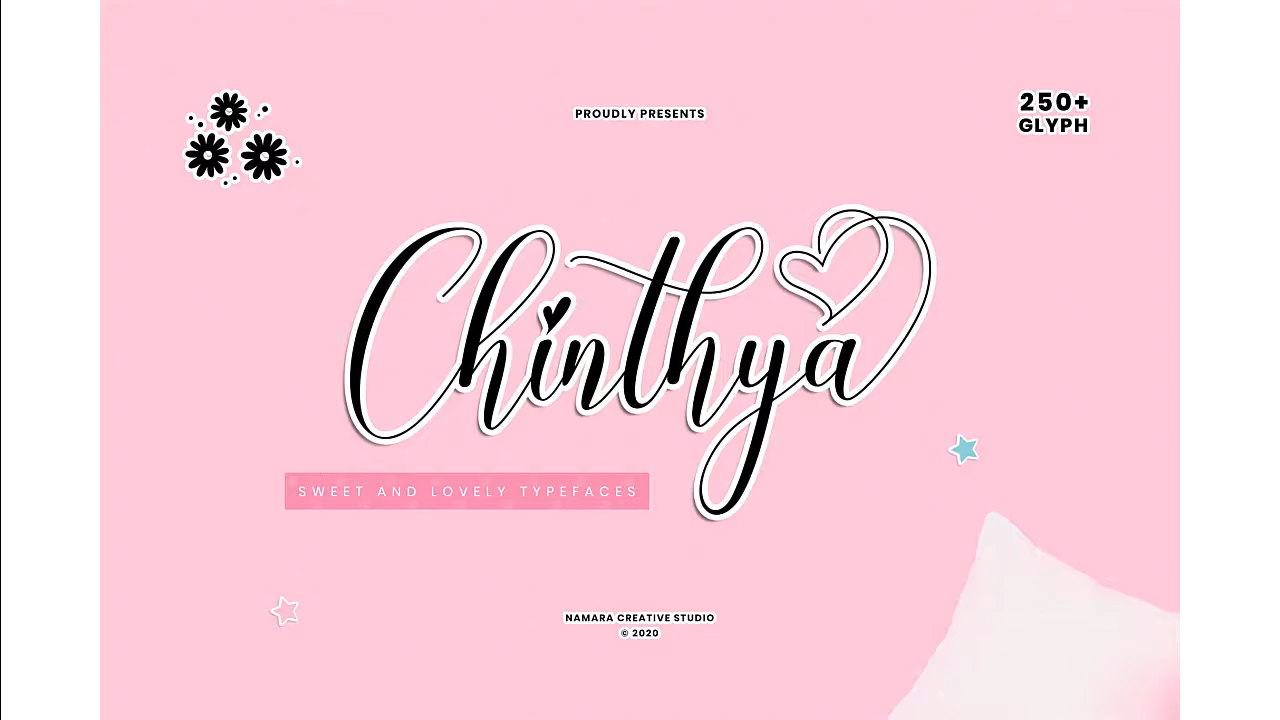 PROUDLY PRESENTS
250+
GLYPH
Chinthya
SWEET AND LOVELY TYPEFACES
NAMARA CREATIVE STUDIO
© 2020